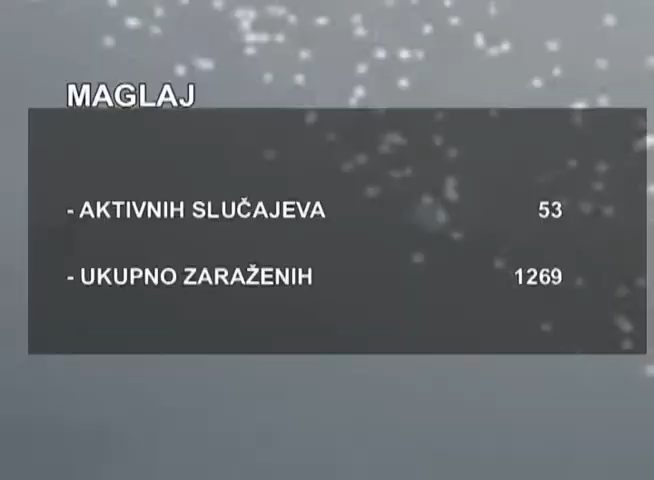 MAGLAJ
- AKTIVNIH SLUČAJEVA 53
- UKUPNO ZARAŽENIH 1269